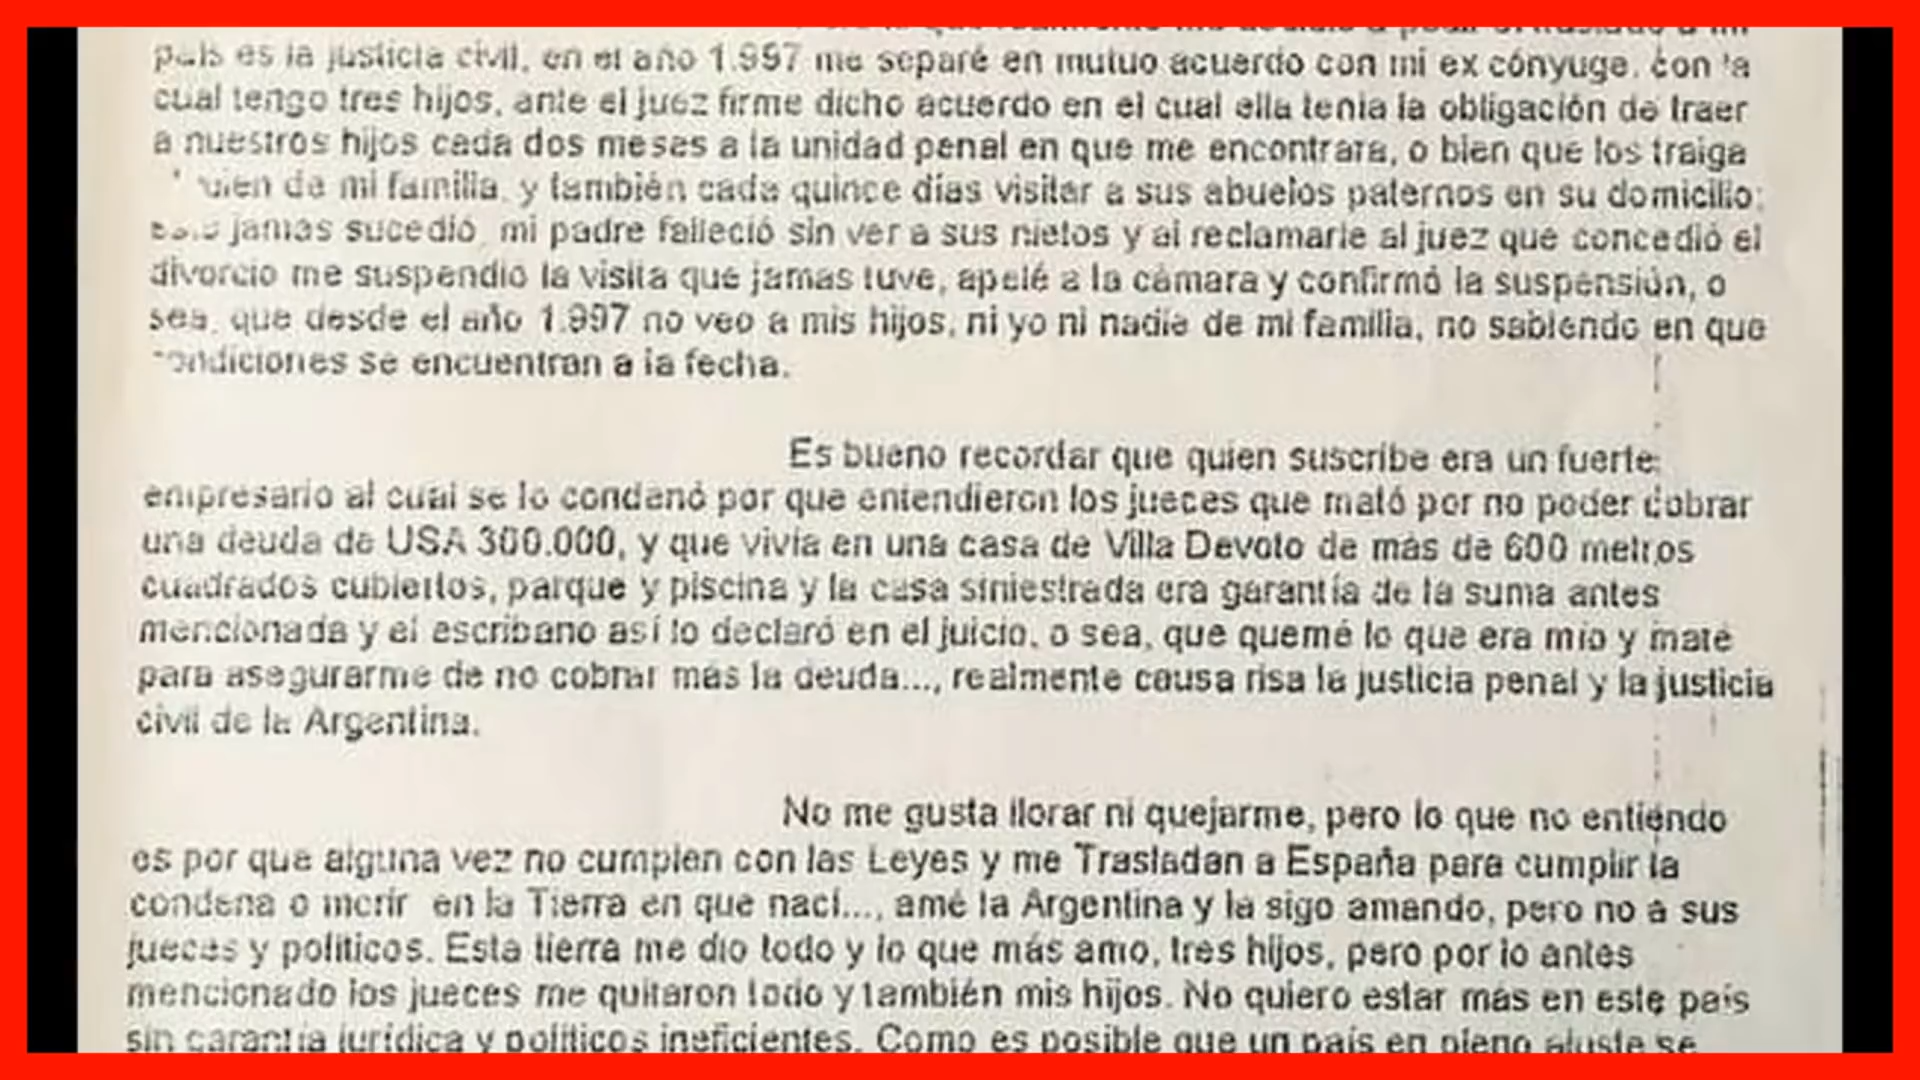 país es la justicia civil, en el año 1.997 me separé en mutuo acuerdo con mi ex cónyuge, con la
cual tengo tres hijos, ante el juez firme dicho acuerdo en el cual ella tenia la obligación de traer
a nuestros hijos cada dos meses a la unidad penal en que me encontrara, o bien que los traiga
de mi familia, y también cada quince días visitar a sus abuelos paternos en su domicilio;
jamas sucedió, mi padre falleció sin ver a sus nietos y al reclamarle al juez que concedió el
divorcio me suspendió la visita que jamas tuve, apelé a la cámara y confirmó la suspensión, o
sea, que desde el año 1.997 no veo a mis hijos, ni yo ni nadie de mi familia, no sabiendo en que
condiciones se encuentran a la fecha.
Es bueno recordar que quien suscribe era un fuerte
empresario al cual se lo condenó por que entendieron los jueces que mató por no poder cobrar
una deuda de USA 300.000, y que vivía en una casa de Villa Devoto de más de 600 metros
cuadrados cubiertos, parque y piscina y la casa siniestrada era garantía de la suma antes
mencionada y el escribano así lo declaró en el juicio, o sea, que quemé lo que era mío y maté
para asegurarme de no cobrar más la deuda..., realmente causa risa la justicia penal y la justicia
civil de la Argentina.
No me gusta llorar ni quejarme, pero lo que no entiendo
es por que alguna vez no cumplen con las Leyes y me Trasladan a España para cumplir la
condena o morir en la Tierra en que nací..., amé la Argentina y la sigo amando, pero no a sus
jueces y políticos. Esta tierra me dio todo y lo que más amo, tres hijos, pero por lo antes
mencionado los jueces me quitaron todo y también mis hijos. No quiero estar más en este país
sin garantía jurídica y políticos ineficientes. Como es posible que un país en pleno ajuste se